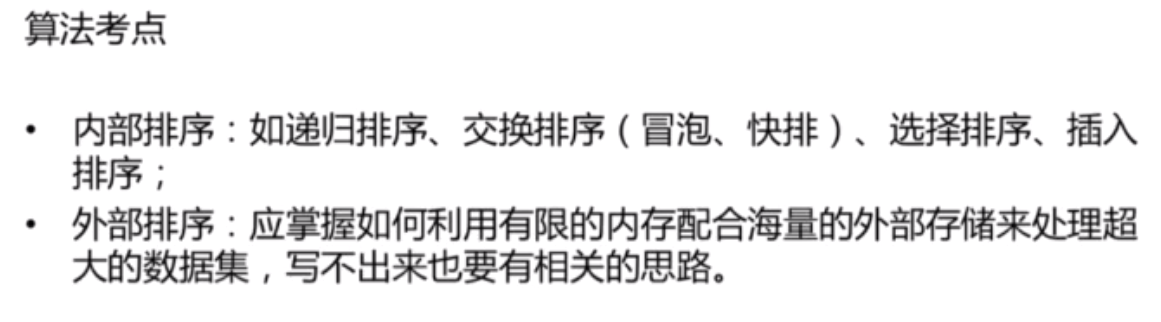 算法考点
• 内部排序：如递归排序、交换排序（冒泡、快排）、选择排序、插入
排序；
• 外部排序：应掌握如何利用有限的内存配合海量的外部存储来处理超
大的数据集，写不出来也要有相关的思路。